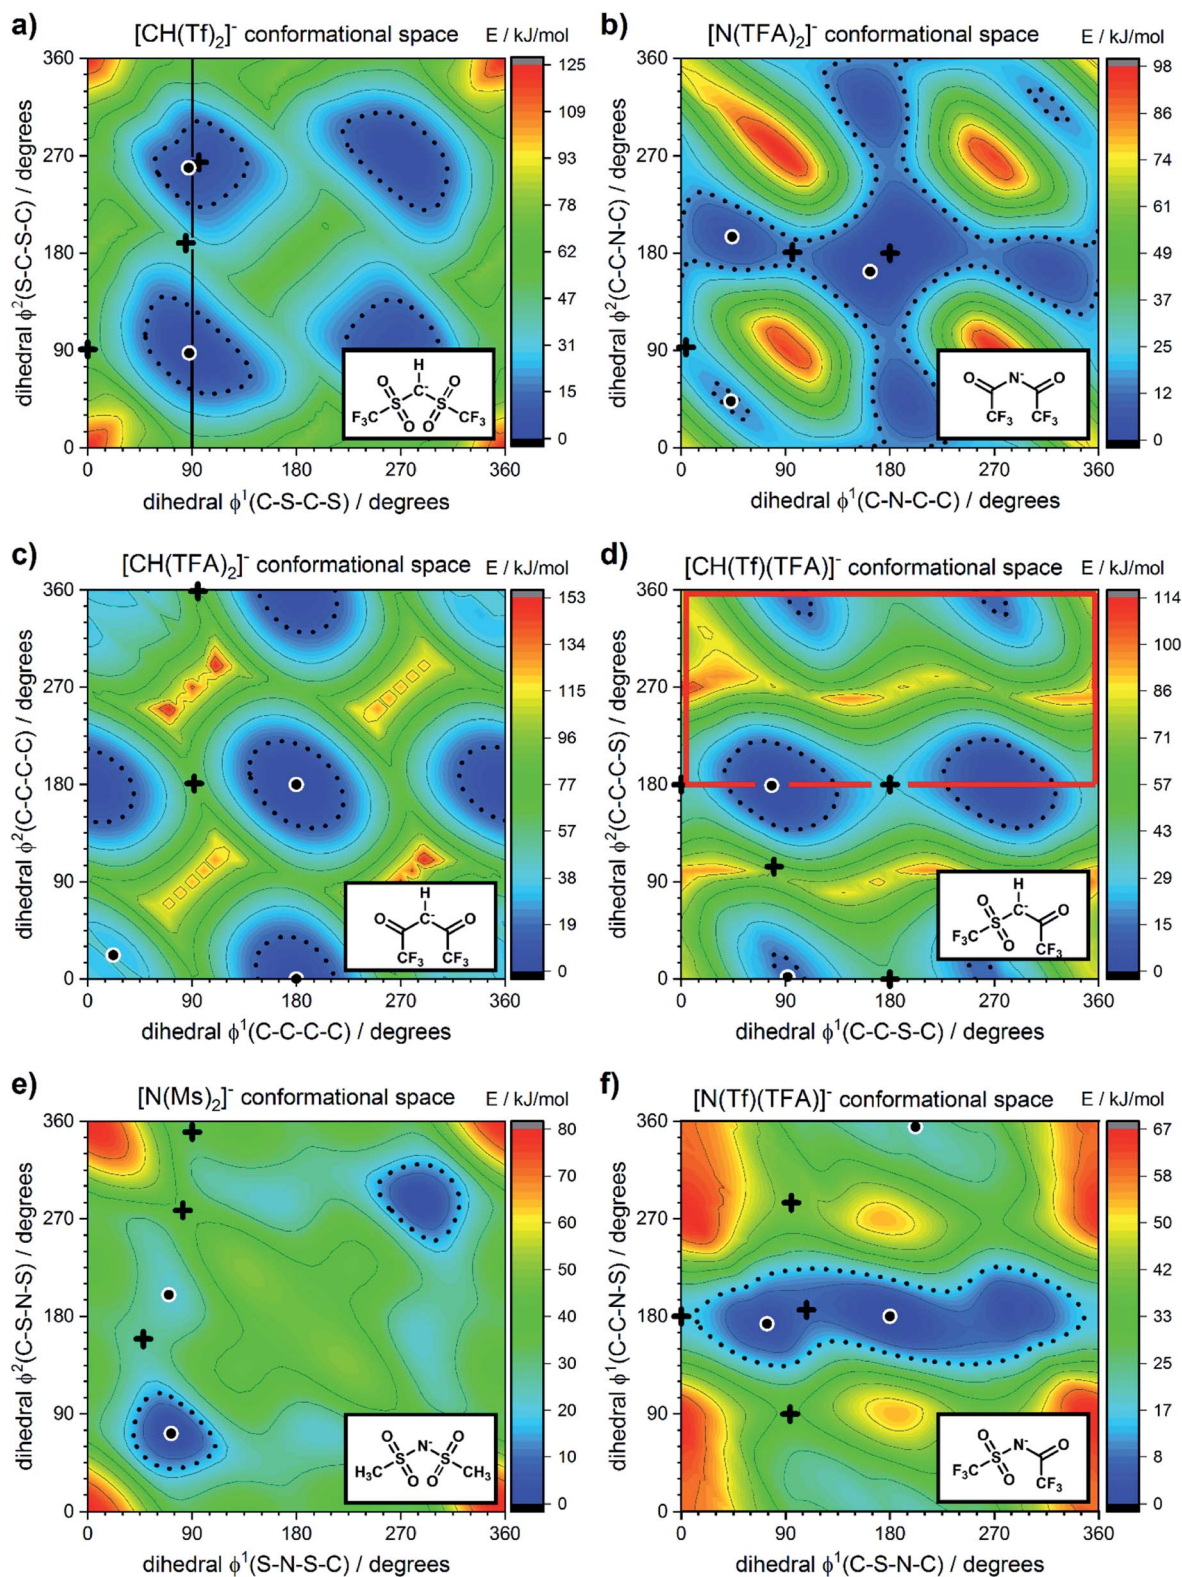 a) [CH(Tf)₂]⁻ conformational space E / kJ/mol
360
270
180
90
0
dihedral ϕ²(S-C-S-C) / degrees
0 90 180 270 360
dihedral ϕ¹(C-S-C-S) / degrees
125
109
93
78
62
47
31
15
0
H
O O
F₃C S C⁻ S CF₃
O O
b) [N(TFA)₂]⁻ conformational space E / kJ/mol
360
270
180
90
0
dihedral ϕ²(C-C-N-C) / degrees
0 90 180 270 360
dihedral ϕ¹(C-N-C-C) / degrees
98
86
74
61
49
37
25
12
0
O N⁻ O
CF₃ CF₃
c) [CH(TFA)₂]⁻ conformational space E / kJ/mol
360
270
180
90
0
dihedral ϕ²(C-C-C-C) / degrees
0 90 180 270 360
dihedral ϕ¹(C-C-C-C) / degrees
153
134
115
96
77
57
38
19
0
H
O C⁻ O
CF₃ CF₃
d) [CH(Tf)(TFA)]⁻ conformational space E / kJ/mol
360
270
180
90
0
dihedral ϕ²(C-C-C-S) / degrees
0 90 180 270 360
dihedral ϕ¹(C-C-S-C) / degrees
114
100
86
71
57
43
29
15
0
H
O C⁻ O
F₃C S
O CF₃
e) [N(Ms)₂]⁻ conformational space E / kJ/mol
360
270
180
90
0
dihedral ϕ²(C-S-N-S) / degrees
0 90 180 270 360
dihedral ϕ¹(S-N-S-C) / degrees
80
70
60
50
40
30
20
10
0
O N⁻ O
H₃C S S CH₃
O O
f) [N(Tf)(TFA)]⁻ conformational space E / kJ/mol
360
270
180
90
0
dihedral ϕ¹(C-C-N-S) / degrees
0 90 180 270 360
dihedral ϕ¹(C-S-N-C) / degrees
67
58
50
42
33
25
17
8
0
O N⁻ O
F₃C S
O CF₃